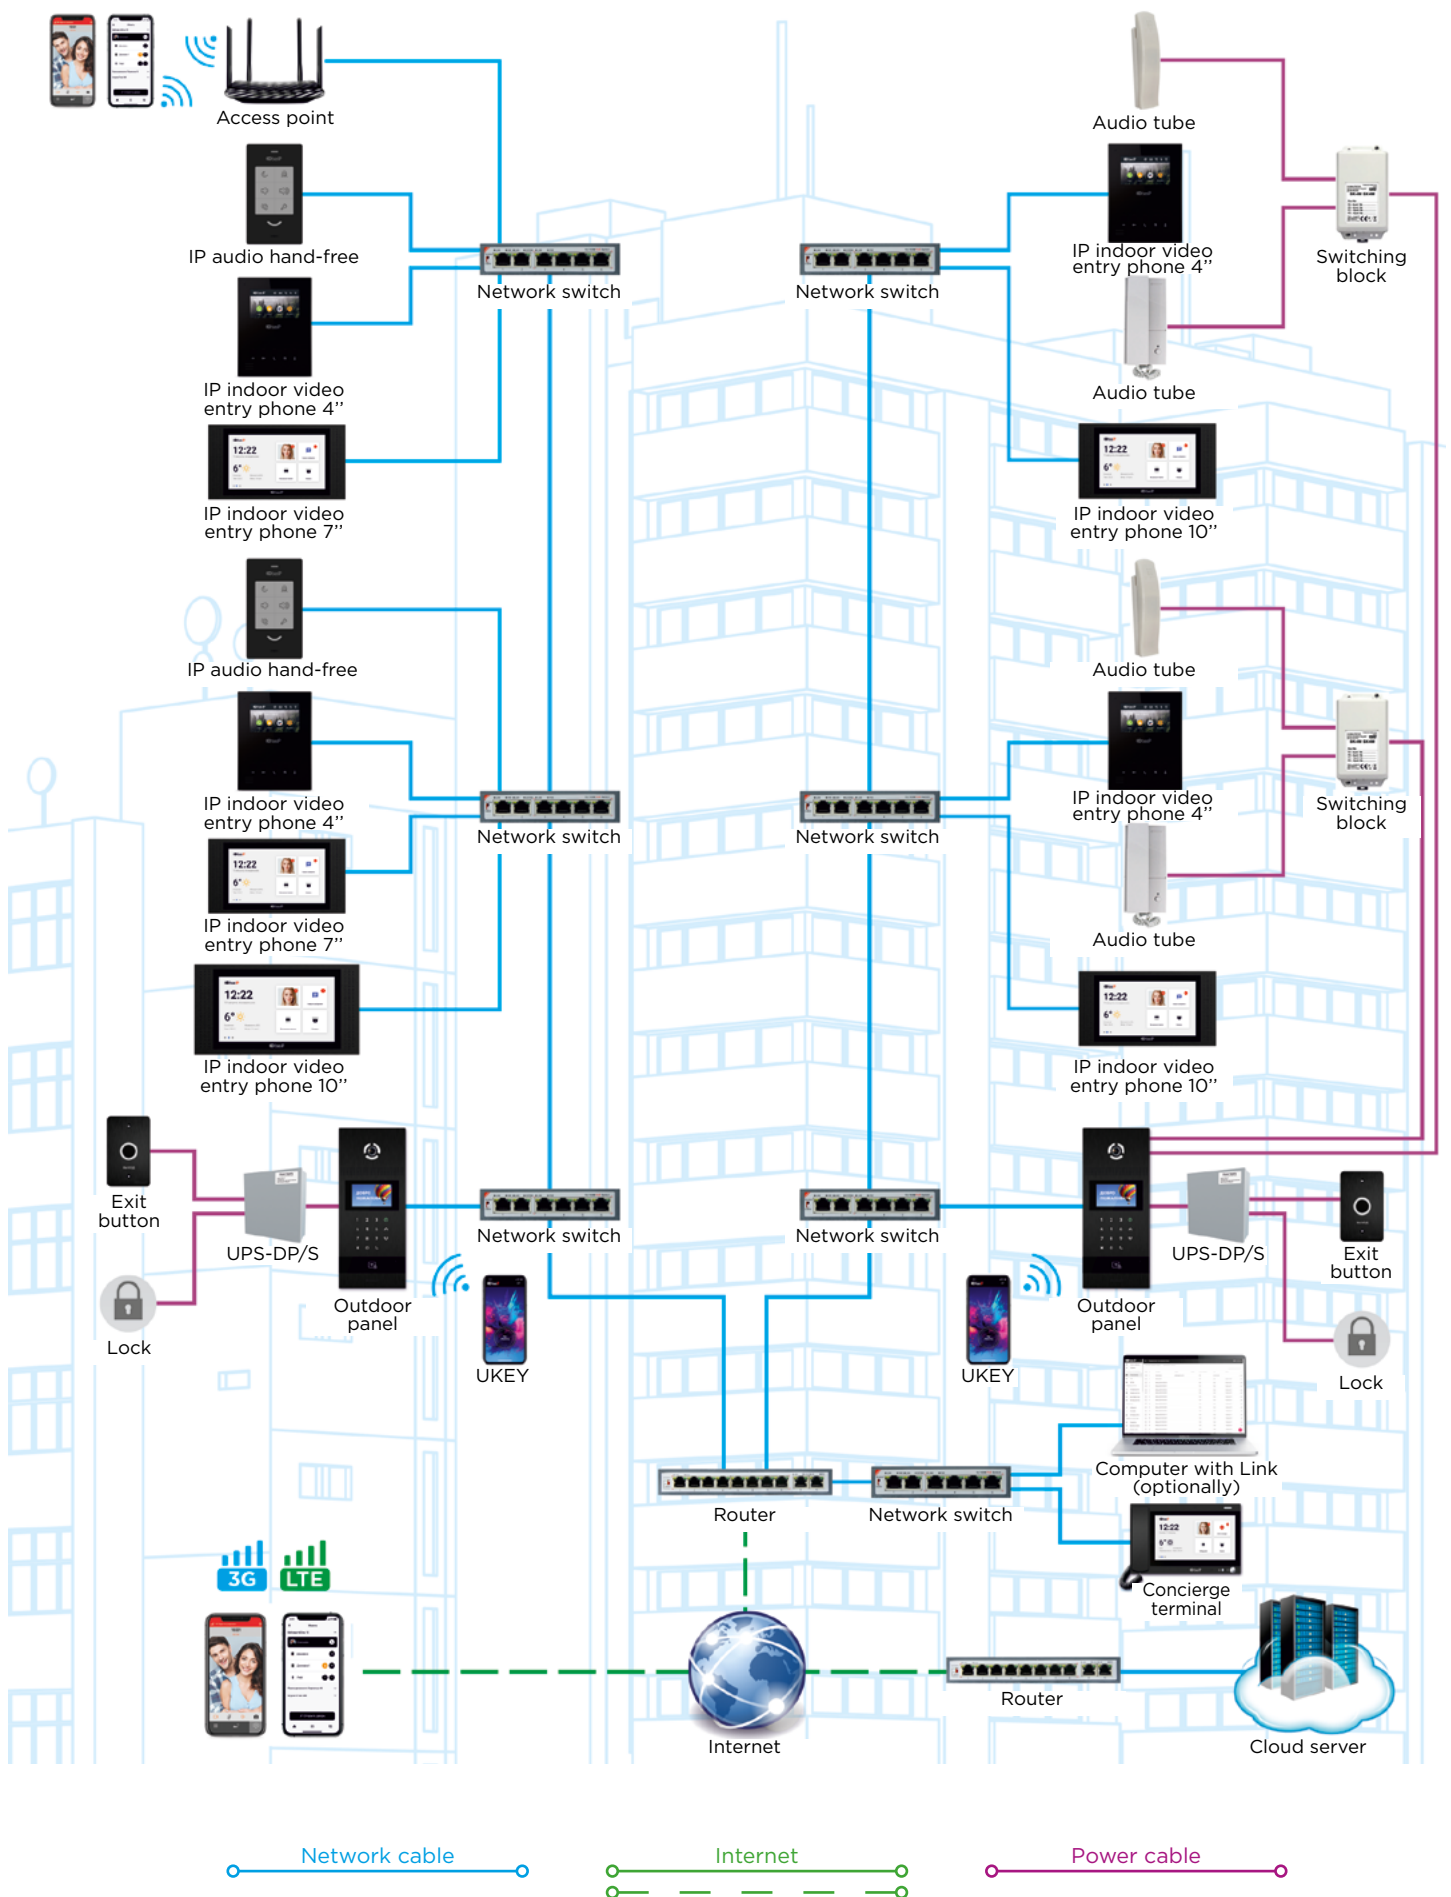 Access point
Audio tube
IP audio hand-free
IP indoor video
entry phone 4’’
Switching
block
Network switch
Network switch
IP indoor video
entry phone 4’’
Audio tube
12:22
6°
12:22
6°
IP indoor video
entry phone 7’’
IP indoor video
entry phone 10’’
IP audio hand-free
Audio tube
IP indoor video
entry phone 4’’
IP indoor video
entry phone 4’’
Switching
block
Network switch
Network switch
12:22
6°
IP indoor video
entry phone 7’’
Audio tube
12:22
6°
12:22
6°
IP indoor video
entry phone 10’’
IP indoor video
entry phone 10’’
Exit
button
UPS-DP/S
Network switch
Network switch
UPS-DP/S
Exit
button
Outdoor
panel
Outdoor
panel
Lock
UKEY
UKEY
Lock
Computer with Link
(optionally)
Router
Network switch
12:22
6°
3G
LTE
Concierge
terminal
Router
Internet
Cloud server
Network cable
Internet
Power cable